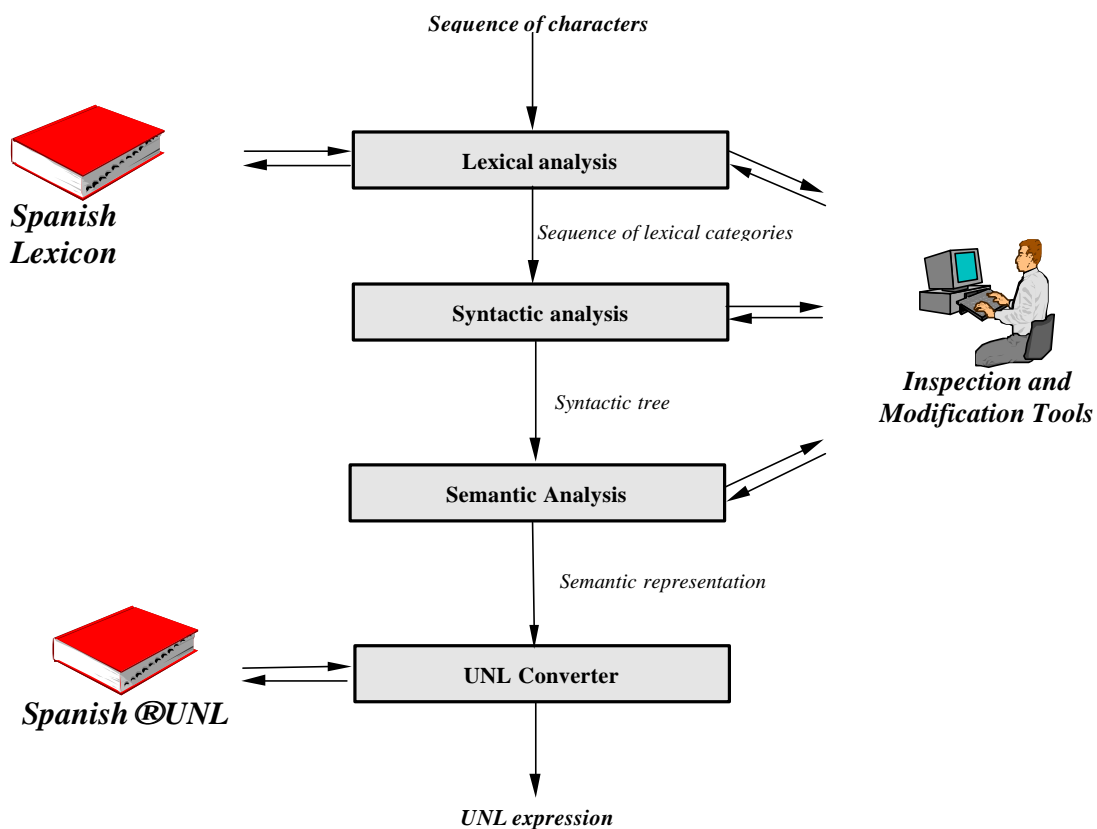 Sequence of characters
Lexical analysis
Spanish
Lexicon
Sequence of lexical categories
Syntactic analysis
Inspection and
Modification Tools
Syntactic tree
Semantic Analysis
Semantic representation
UNL Converter
Spanish ®UNL
UNL expression